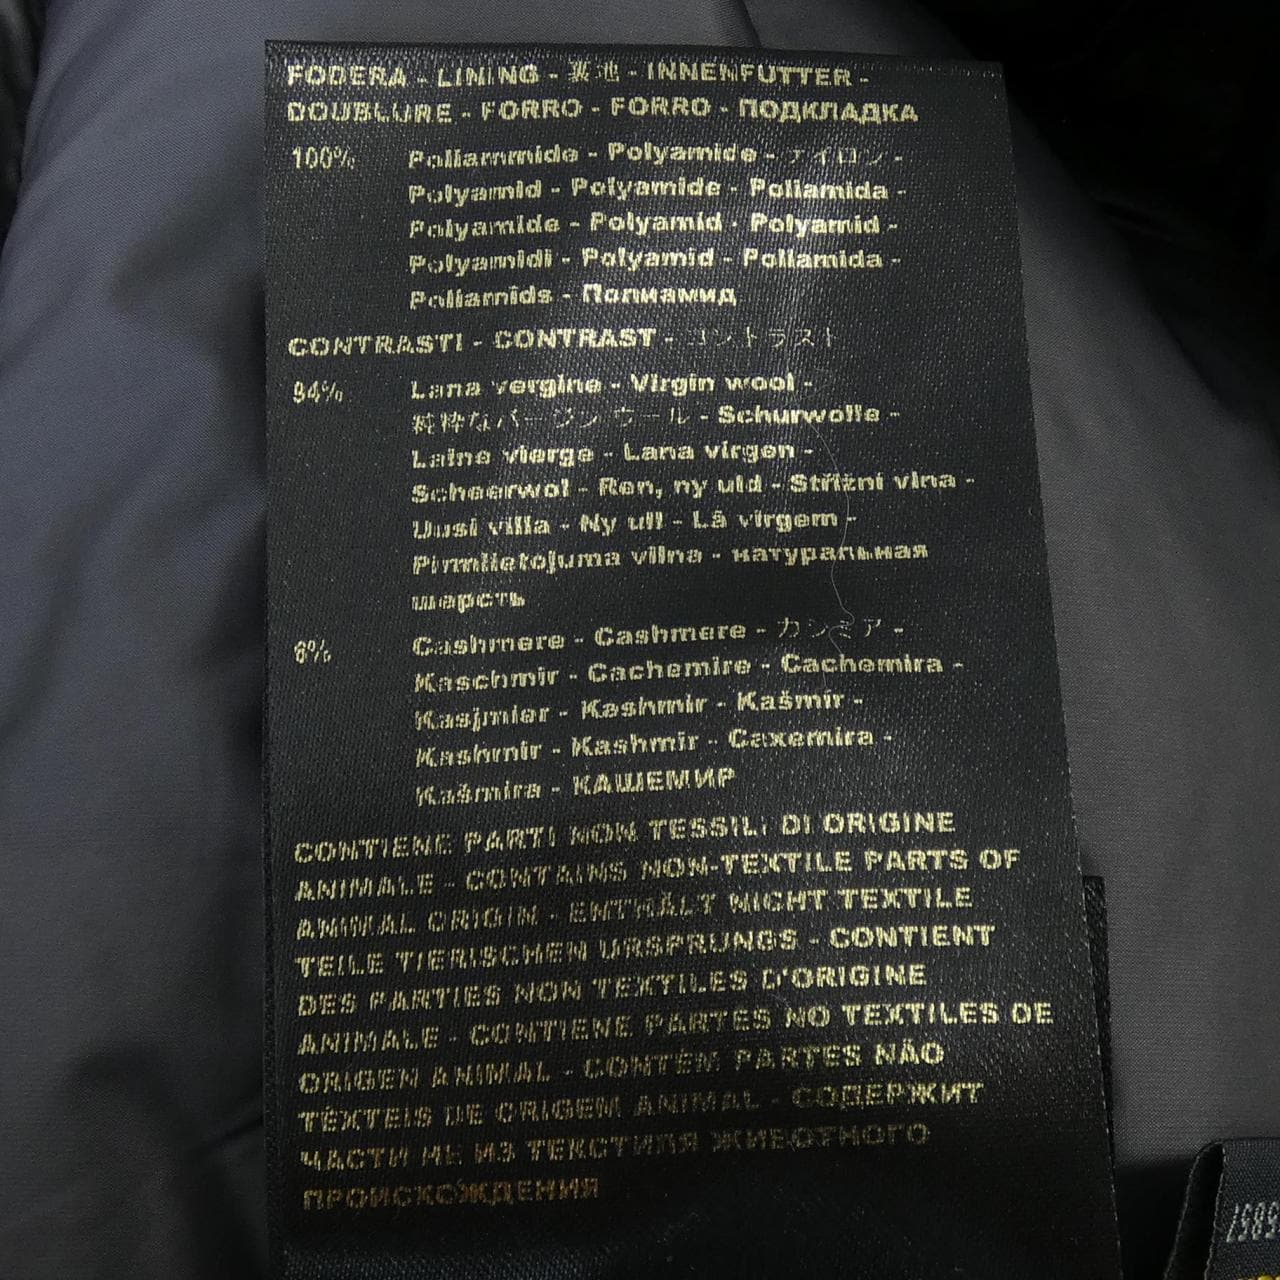 FODERA - LINING - 裏地 - INNENFUTTER -
DOUBLURE - FORRO - FORRO - ПОДКЛАДКА
100% Poliammide - Polyamide - ナイロン -
Polyamid - Polyamide - Poliamida -
Polyamide - Polyamid - Polyamid -
Polyamidi - Polyamid - Poliamida -
Poliamids - Полиамид
CONTRASTI - CONTRAST - コントラスト
94% Lana vergine - Virgin wool -
純粋なバージンウール - Schurwolle -
Laine vierge - Lana virgen -
Scheerwol - Ren, ny uld - Střižní vlna -
Uusi villa - Ny ull - Lã virgem -
Pirmlietojuma vilna - натуральная
шерсть
6% Cashmere - Cashmere - カシミア -
Kaschmir - Cachemire - Cachemira -
Kasjmier - Kashmir - Kašmír -
Kashmir - Kashmir - Caxemira -
Kašmira - КАШЕМИР
CONTIENE PARTI NON TESSILI DI ORIGINE
ANIMALE - CONTAINS NON-TEXTILE PARTS OF
ANIMAL ORIGIN - ENTHÄLT NICHT TEXTILE
TEILE TIERISCHEN URSPRUNGS - CONTIENT
DES PARTIES NON TEXTILES D'ORIGINE
ANIMALE - CONTIENE PARTES NO TEXTILES DE
ORIGEN ANIMAL - CONTÉM PARTES NÃO
TÊXTEIS DE ORIGEM ANIMAL - СОДЕРЖИТ
ЧАСТИ НЕ ИЗ ТЕКСТИЛЯ ЖИВОТНОГО
ПРОИСХОЖДЕНИЯ